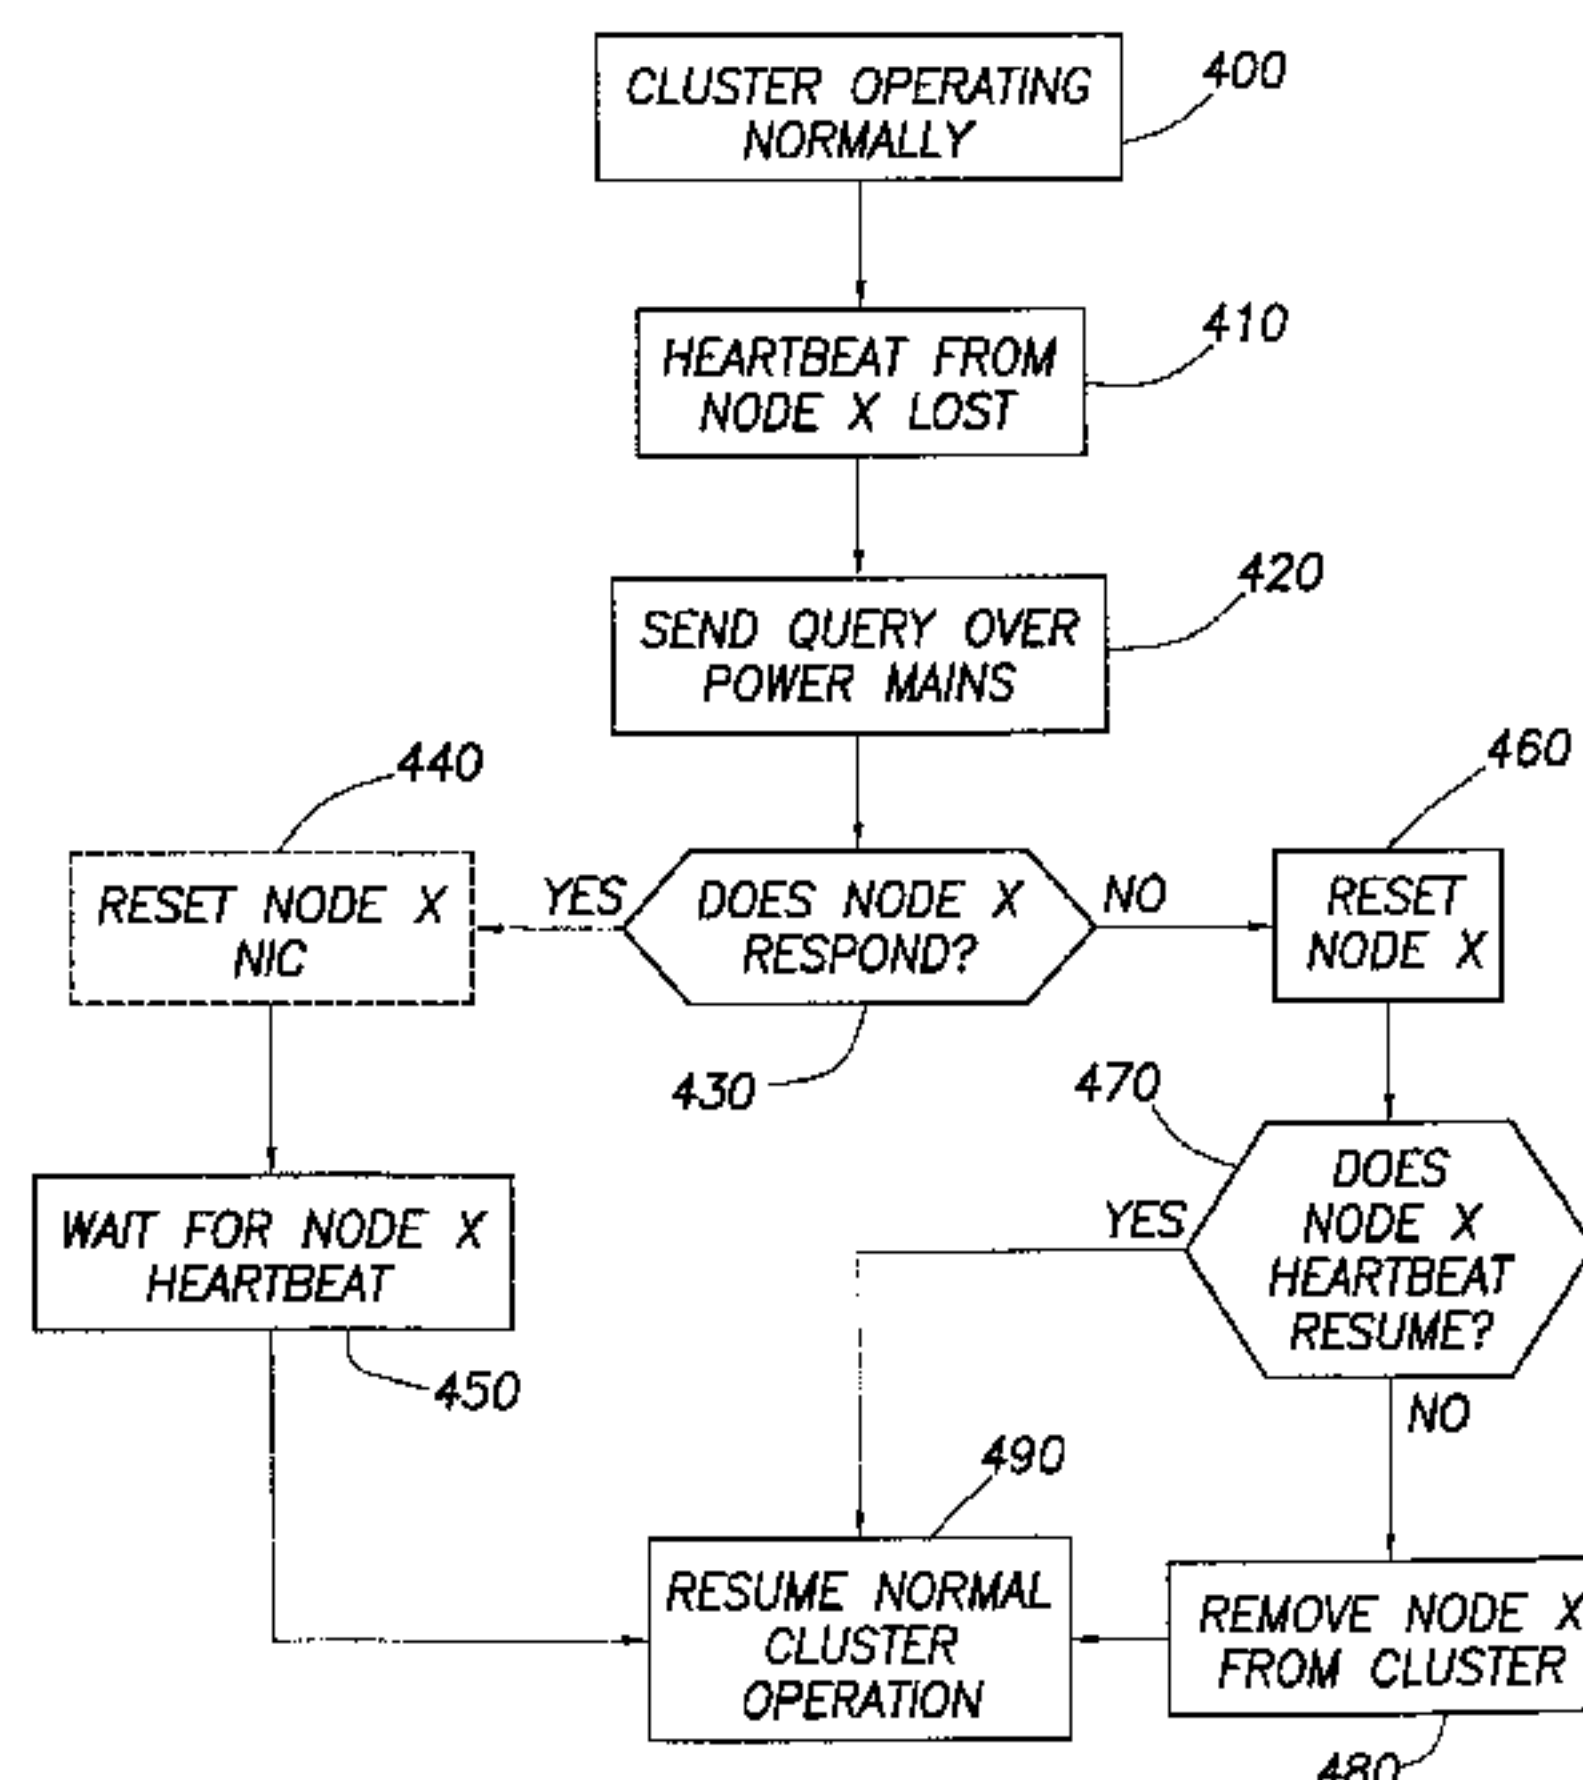 CLUSTER OPERATING
NORMALLY
400
HEARTBEAT FROM
NODE X LOST
410
SEND QUERY OVER
POWER MAINS
420
440
460
RESET NODE X
NIC
YES
DOES NODE X
RESPOND?
NO
RESET
NODE X
430
470
WAIT FOR NODE X
HEARTBEAT
YES
DOES
NODE X
HEARTBEAT
RESUME?
450
NO
490
RESUME NORMAL
CLUSTER
OPERATION
REMOVE NODE X
FROM CLUSTER
480